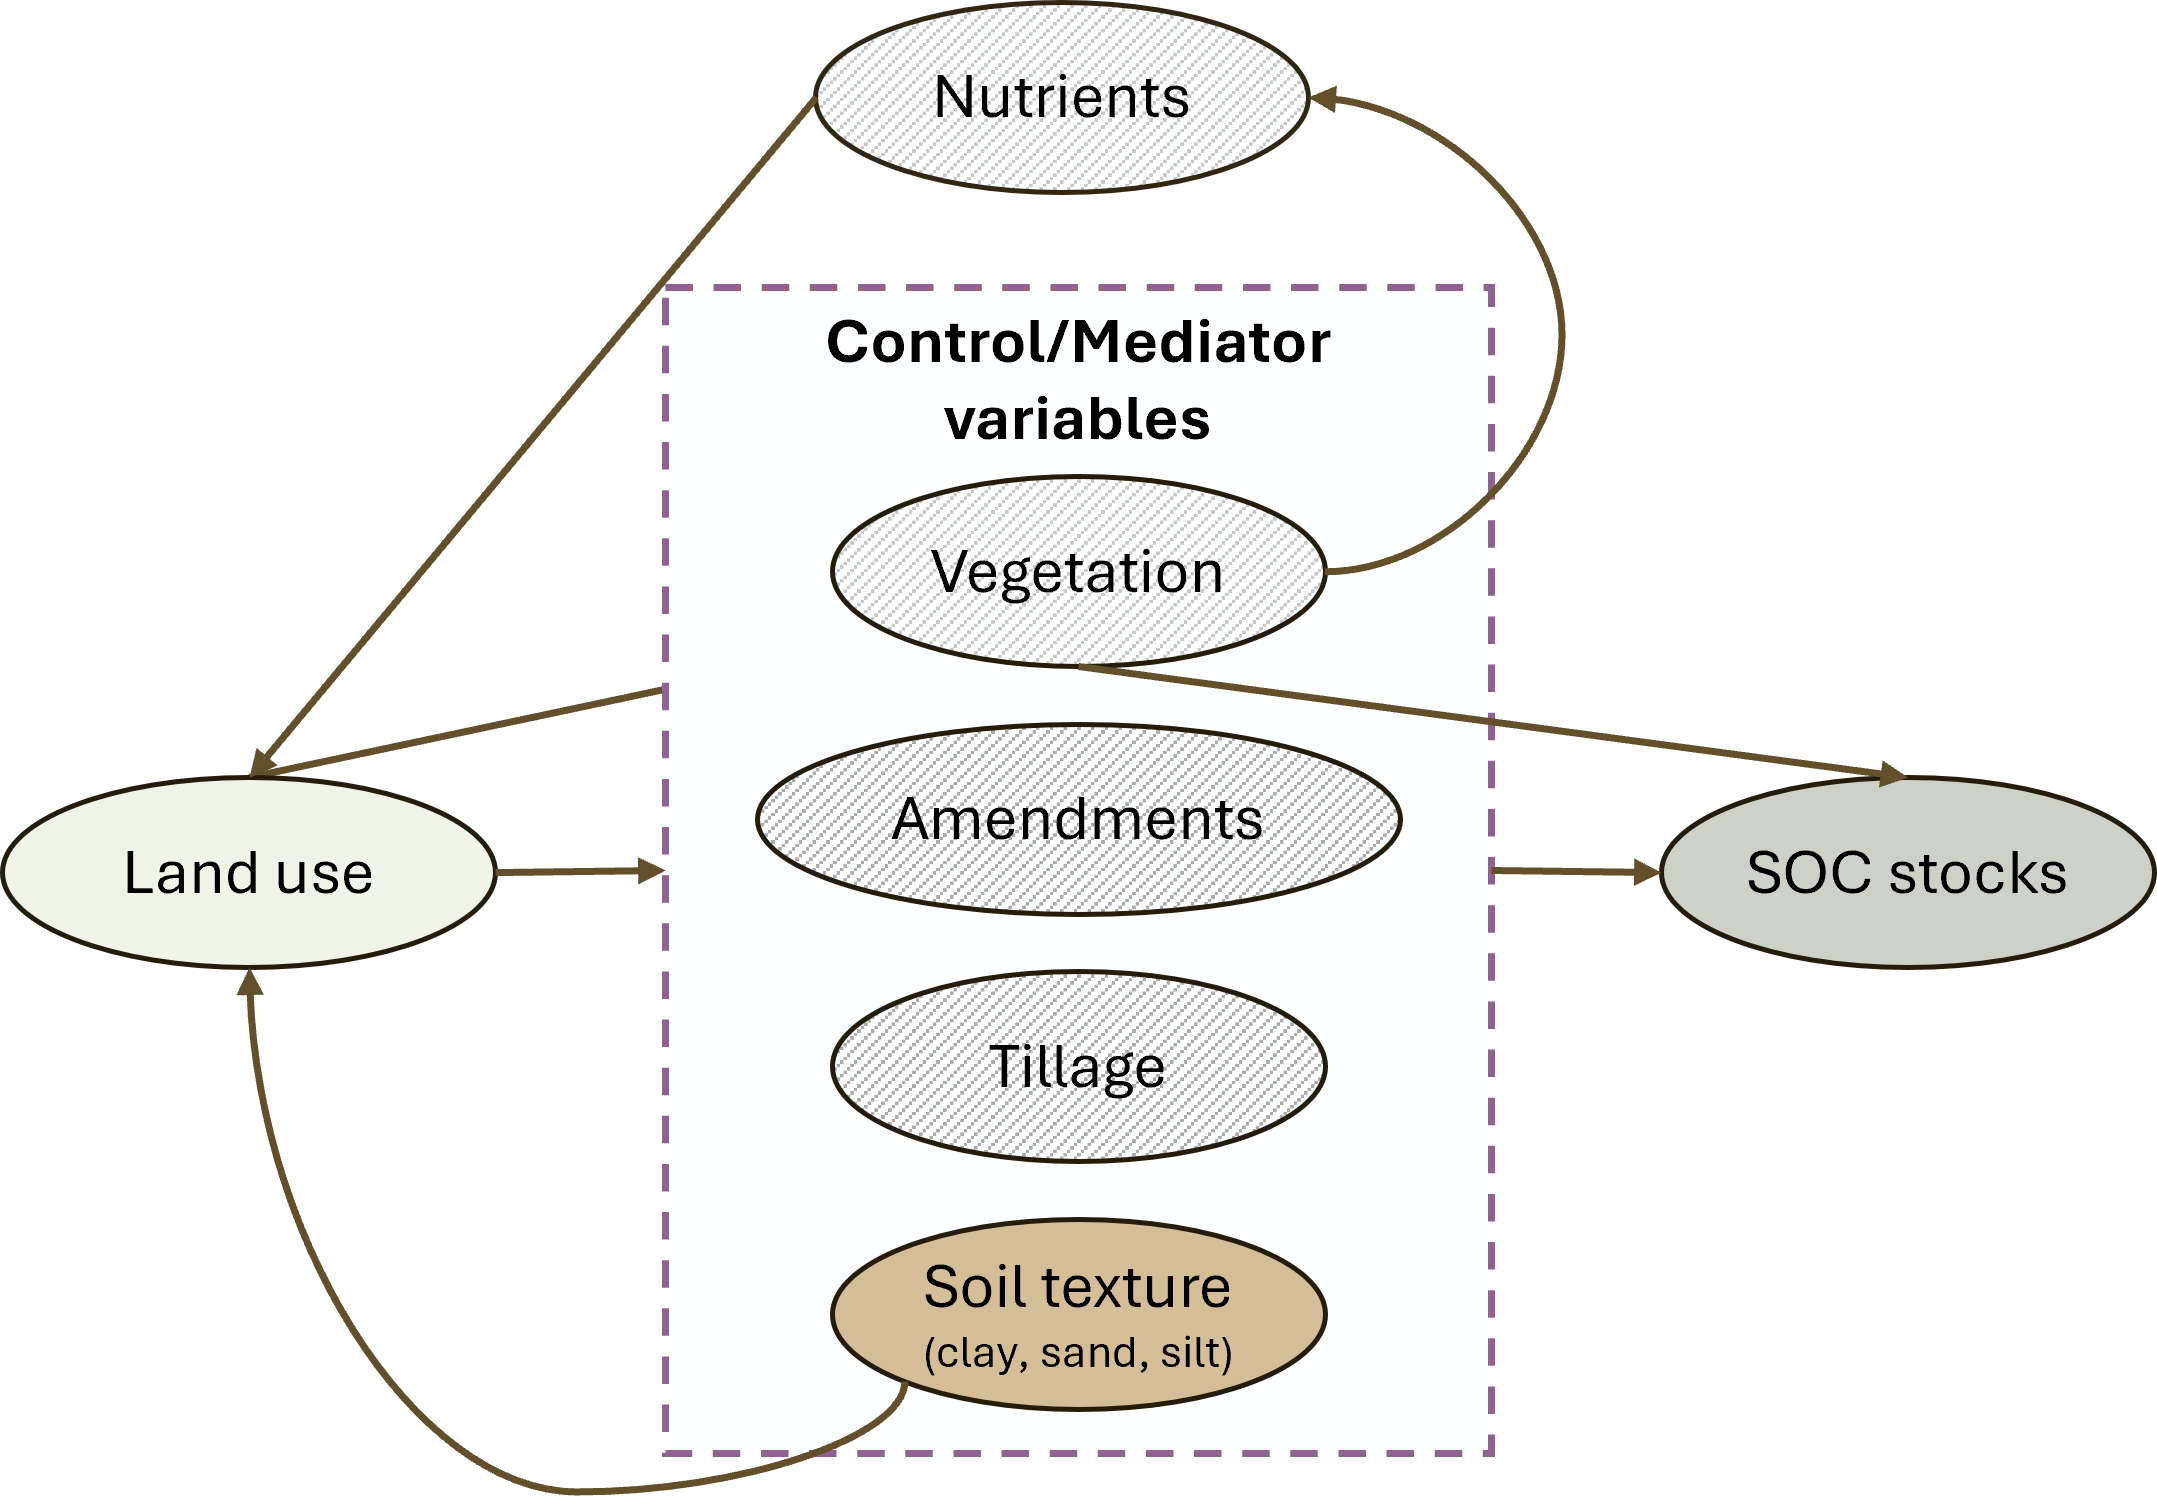 Nutrients
Control/Mediator
variables
Vegetation
Amendments
Land use
SOC stocks
Tillage
Soil texture
(clay, sand, silt)